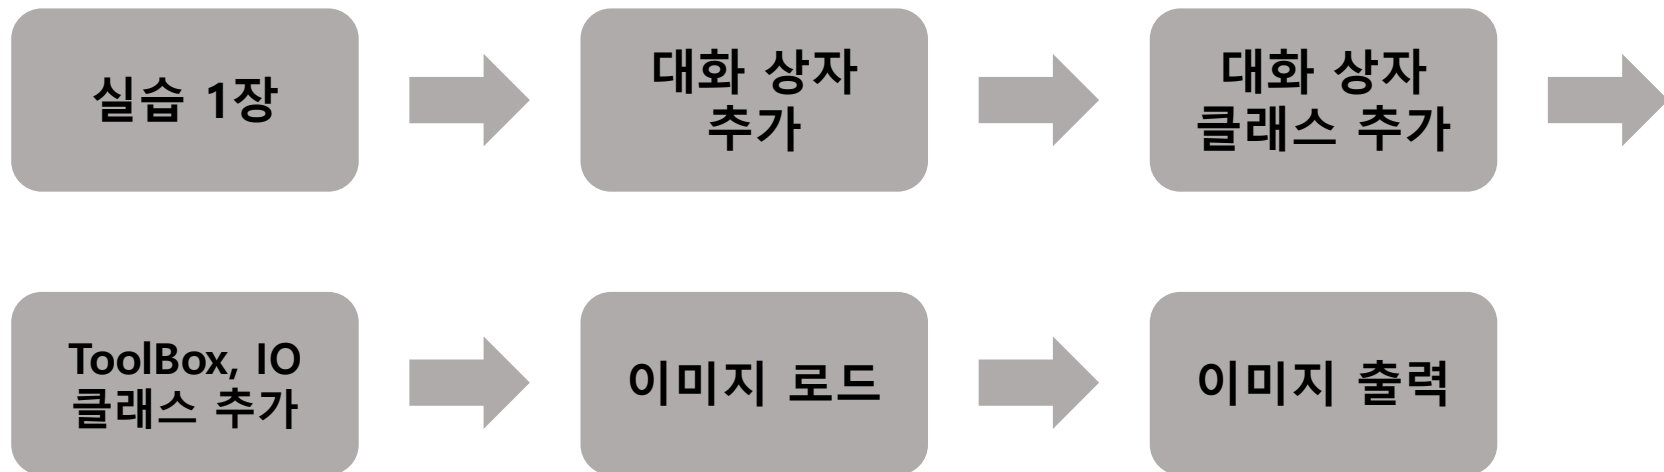 실습 1장
대화 상자
추가
대화 상자
클래스 추가
ToolBox, IO
클래스 추가
이미지 로드
이미지 출력